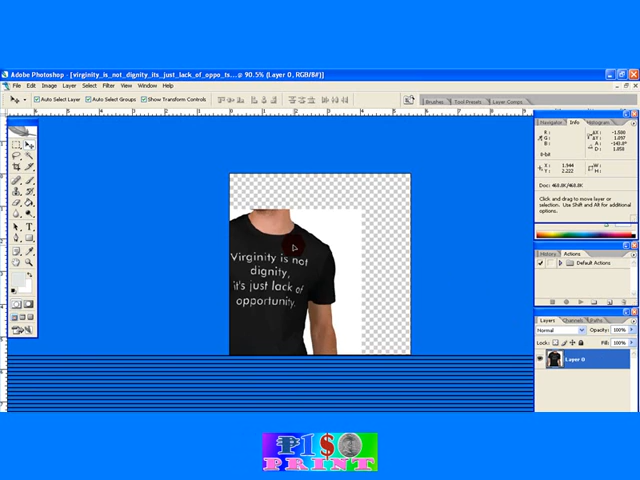 Adobe Photoshop - [virginity_is_not_dignity_its_just_lack_of_oppo_ts...@ 90.5% (Layer 0, RGB/8#)]
File Edit Image Layer Select Filter View Window Help
Auto Select Layer Auto Select Groups Show Transform Controls
Brushes Tool Presets Layer Comps
Navigator Info Histogram
8-bit
Doc: 468.8K/468.8K
Click and drag to move layer or
selection. Use Shift and Alt for additional
options.
History Actions
Default Actions
Layers Channels Paths
Normal Opacity: 100%
Lock: Fill: 100%
Layer 0
Virginity is not
dignity,
it's just lack of
opportunity.
₱1$O
PRINT